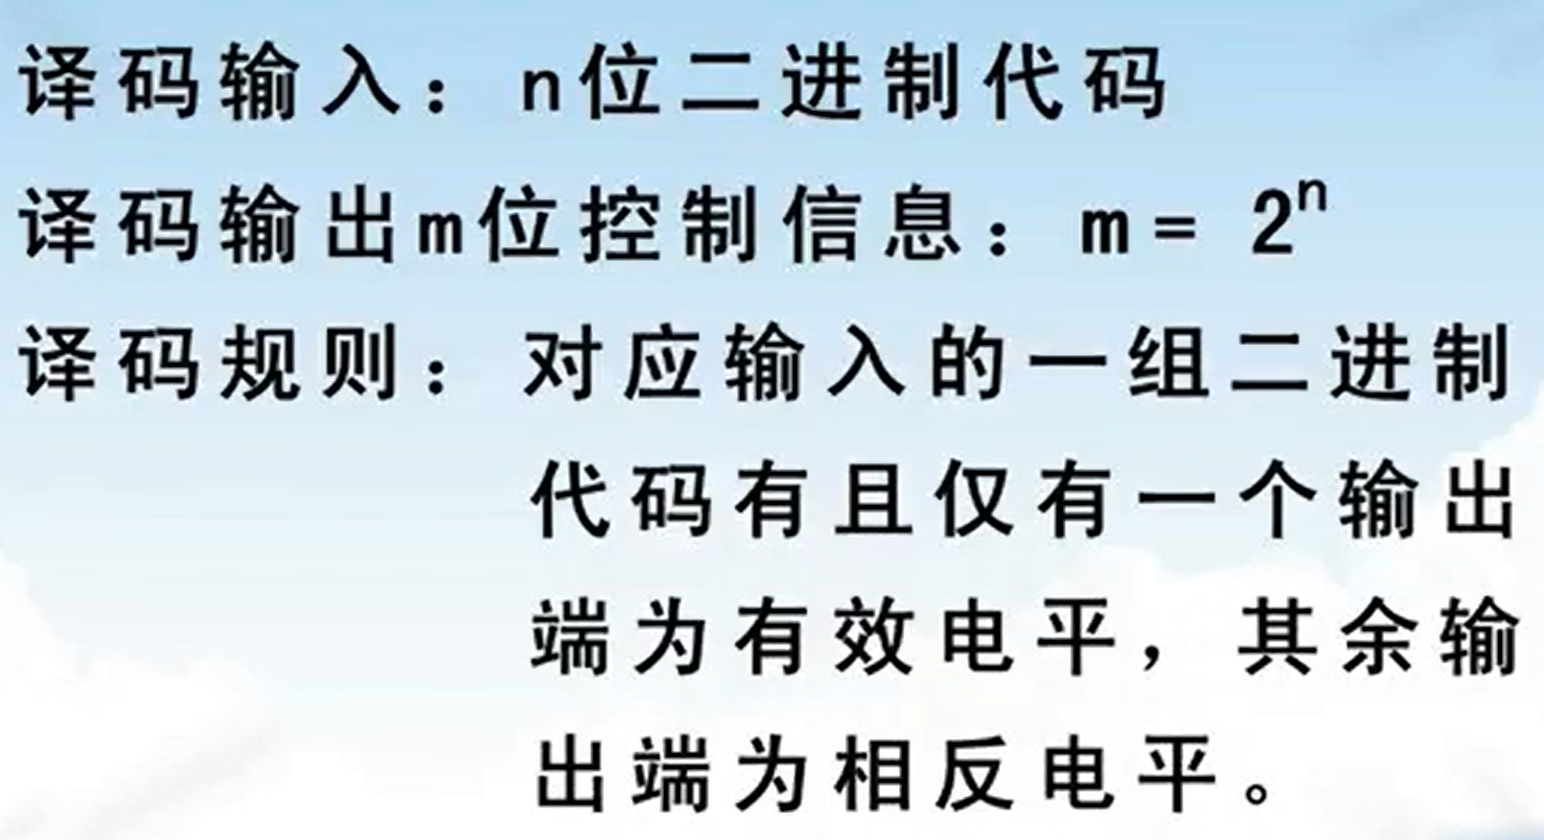 译码输入：n位二进制代码
译码输出m位控制信息：m= 2ⁿ
译码规则：对应输入的一组二进制
代码有且仅有一个输出
端为有效电平，其余输
出端为相反电平。